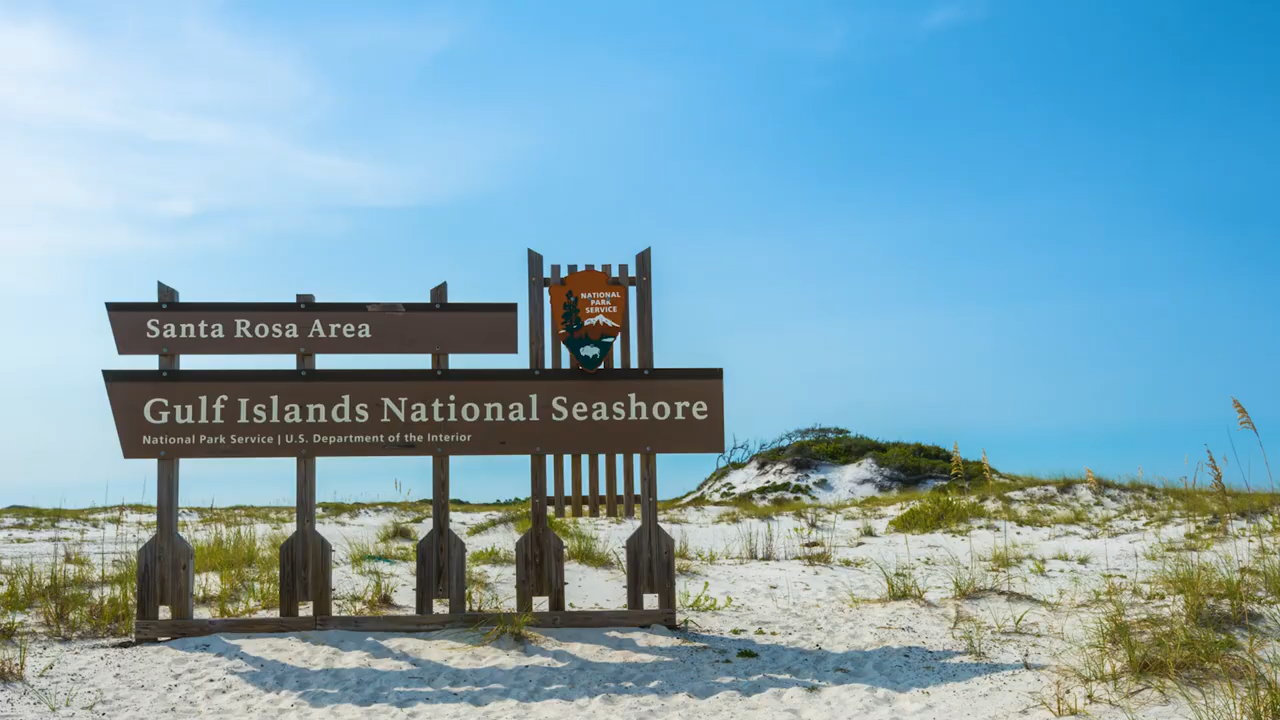 Santa Rosa Area
NATIONAL
PARK
SERVICE
Gulf Islands National Seashore
National Park Service | U.S. Department of the Interior